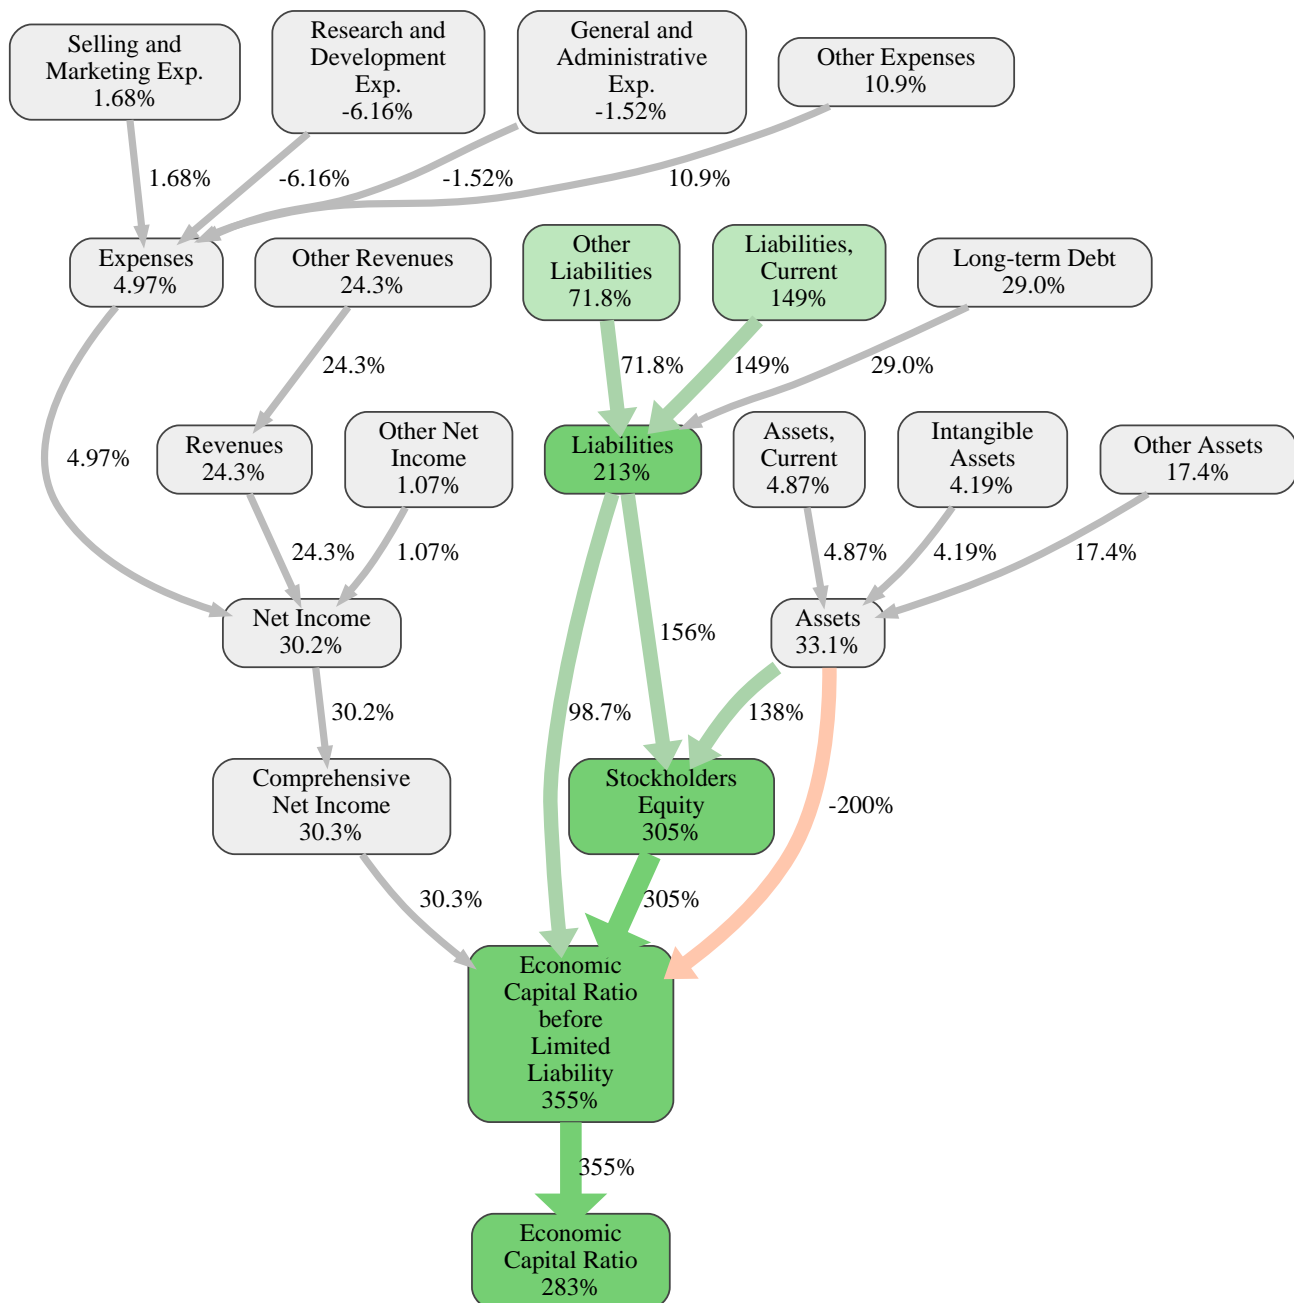 Selling and
Marketing Exp.
1.68%
Research and
Development
Exp.
-6.16%
General and
Administrative
Exp.
-1.52%
Other Expenses
10.9%
1.68%
-6.16%
-1.52%
10.9%
Expenses
4.97%
Other Revenues
24.3%
Other
Liabilities
71.8%
Liabilities,
Current
149%
Long-term Debt
29.0%
24.3%
71.8%
149%
29.0%
4.97%
Revenues
24.3%
Other Net
Income
1.07%
Liabilities
213%
Assets,
Current
4.87%
Intangible
Assets
4.19%
Other Assets
17.4%
24.3%
1.07%
4.87%
4.19%
17.4%
Net Income
30.2%
156%
Assets
33.1%
30.2%
98.7%
138%
Comprehensive
Net Income
30.3%
Stockholders
Equity
305%
-200%
30.3%
305%
Economic
Capital Ratio
before
Limited
Liability
355%
355%
Economic
Capital Ratio
283%